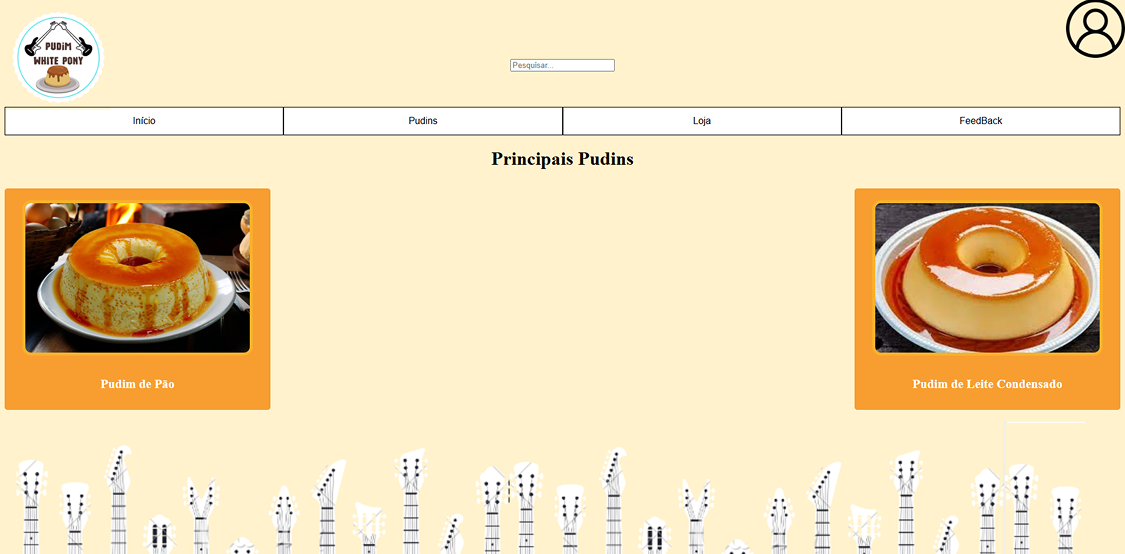 PUDiM
WHITE PONY
Pesquisar...
Início
Pudins
Loja
FeedBack
Principais Pudins
Pudim de Pão
Pudim de Leite Condensado